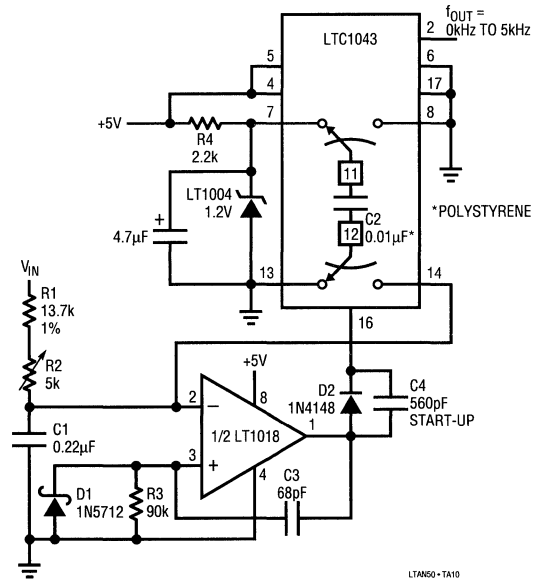 LTC1043
fOUT =
0kHz TO 5kHz
2
5
6
4
17
+5V
7
8
R4
2.2k
11
LT1004
1.2V
C2
0.01µF*
*POLYSTYRENE
+
4.7µF
12
13
14
VIN
R1
13.7k
1%
16
R2
5k
+5V
D2
1N4148
C4
560pF
START-UP
2
–
8
C1
0.22µF
1/2 LT1018
1
3
+
4
C3
68pF
D1
1N5712
R3
90k
LTAN50 • TA10